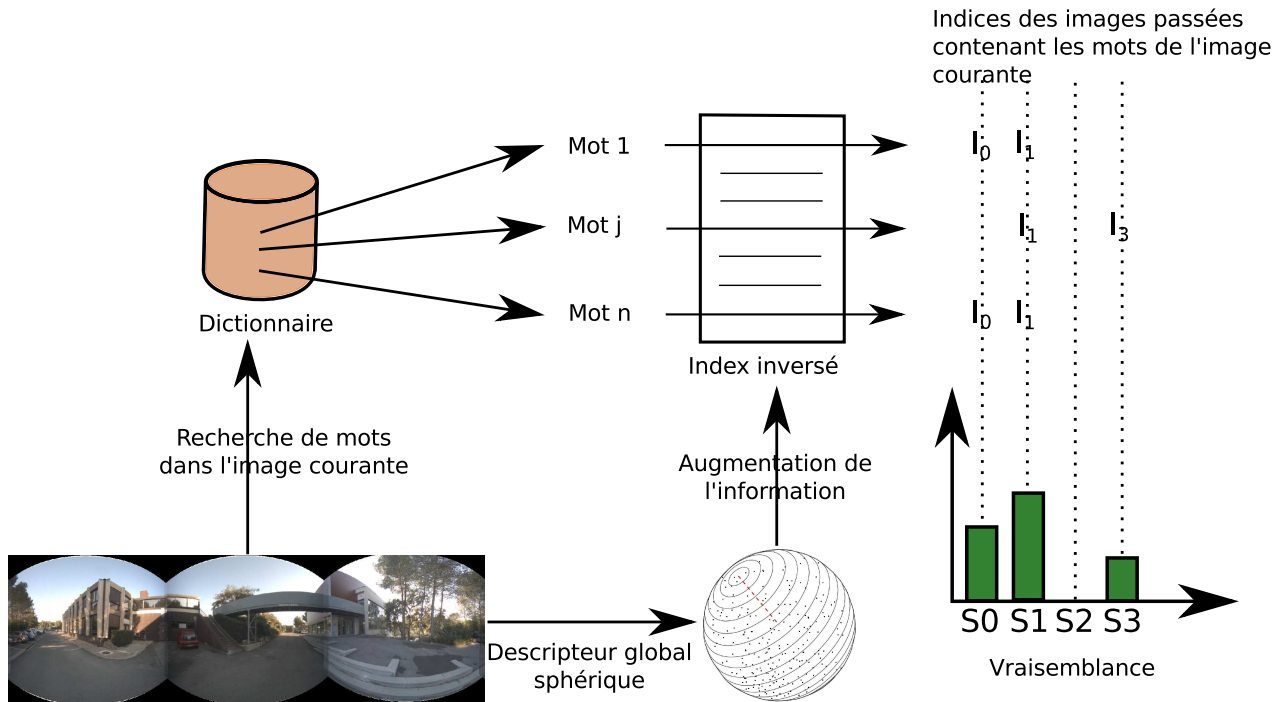 Indices des images passées
contenant les mots de l'image
courante
Mot 1
I0 I1
Mot j
I1 I3
Mot n
I0 I1
Dictionnaire
Index inversé
Recherche de mots
dans l'image courante
Augmentation de
l'information
Descripteur global
sphérique
S0 S1 S2 S3
Vraisemblance